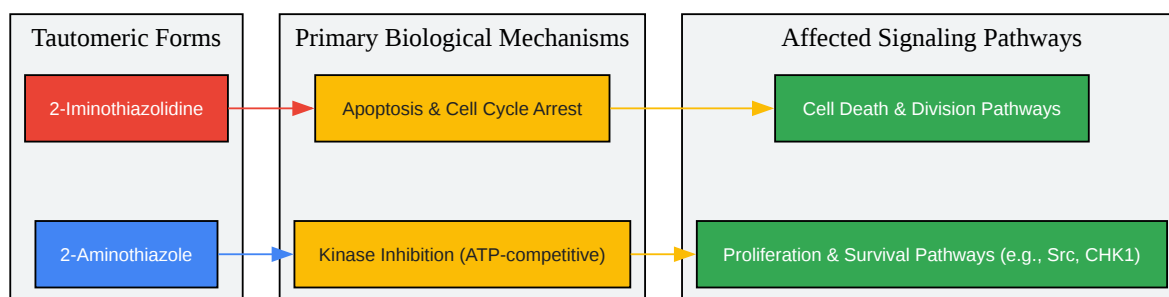 Tautomeric Forms
Primary Biological Mechanisms
Affected Signaling Pathways
2-Iminothiazolidine
Apoptosis & Cell Cycle Arrest
Cell Death & Division Pathways
2-Aminothiazole
Kinase Inhibition (ATP-competitive)
Proliferation & Survival Pathways (e.g., Src, CHK1)